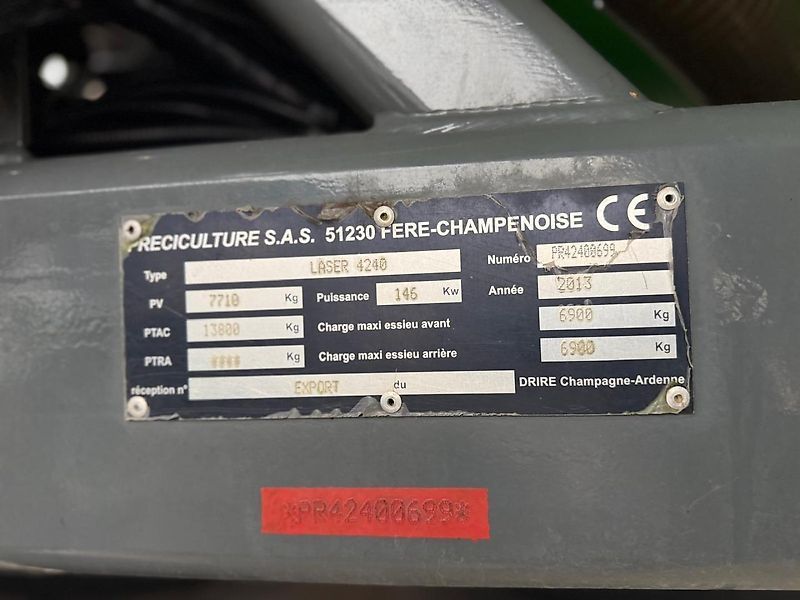 PRECICULTURE S.A.S. 51230 FERE-CHAMPENOISE CE
Type LASER 4240 Numéro PR42400699
PV 7710 Kg Puissance 146 Kw Année 2013
PTAC 13800 Kg Charge maxi essieu avant 6900 Kg
PTRA #### Kg Charge maxi essieu arrière 6900 Kg
réception n° EXPORT du DRIRE Champagne-Ardenne
*PR42400699*